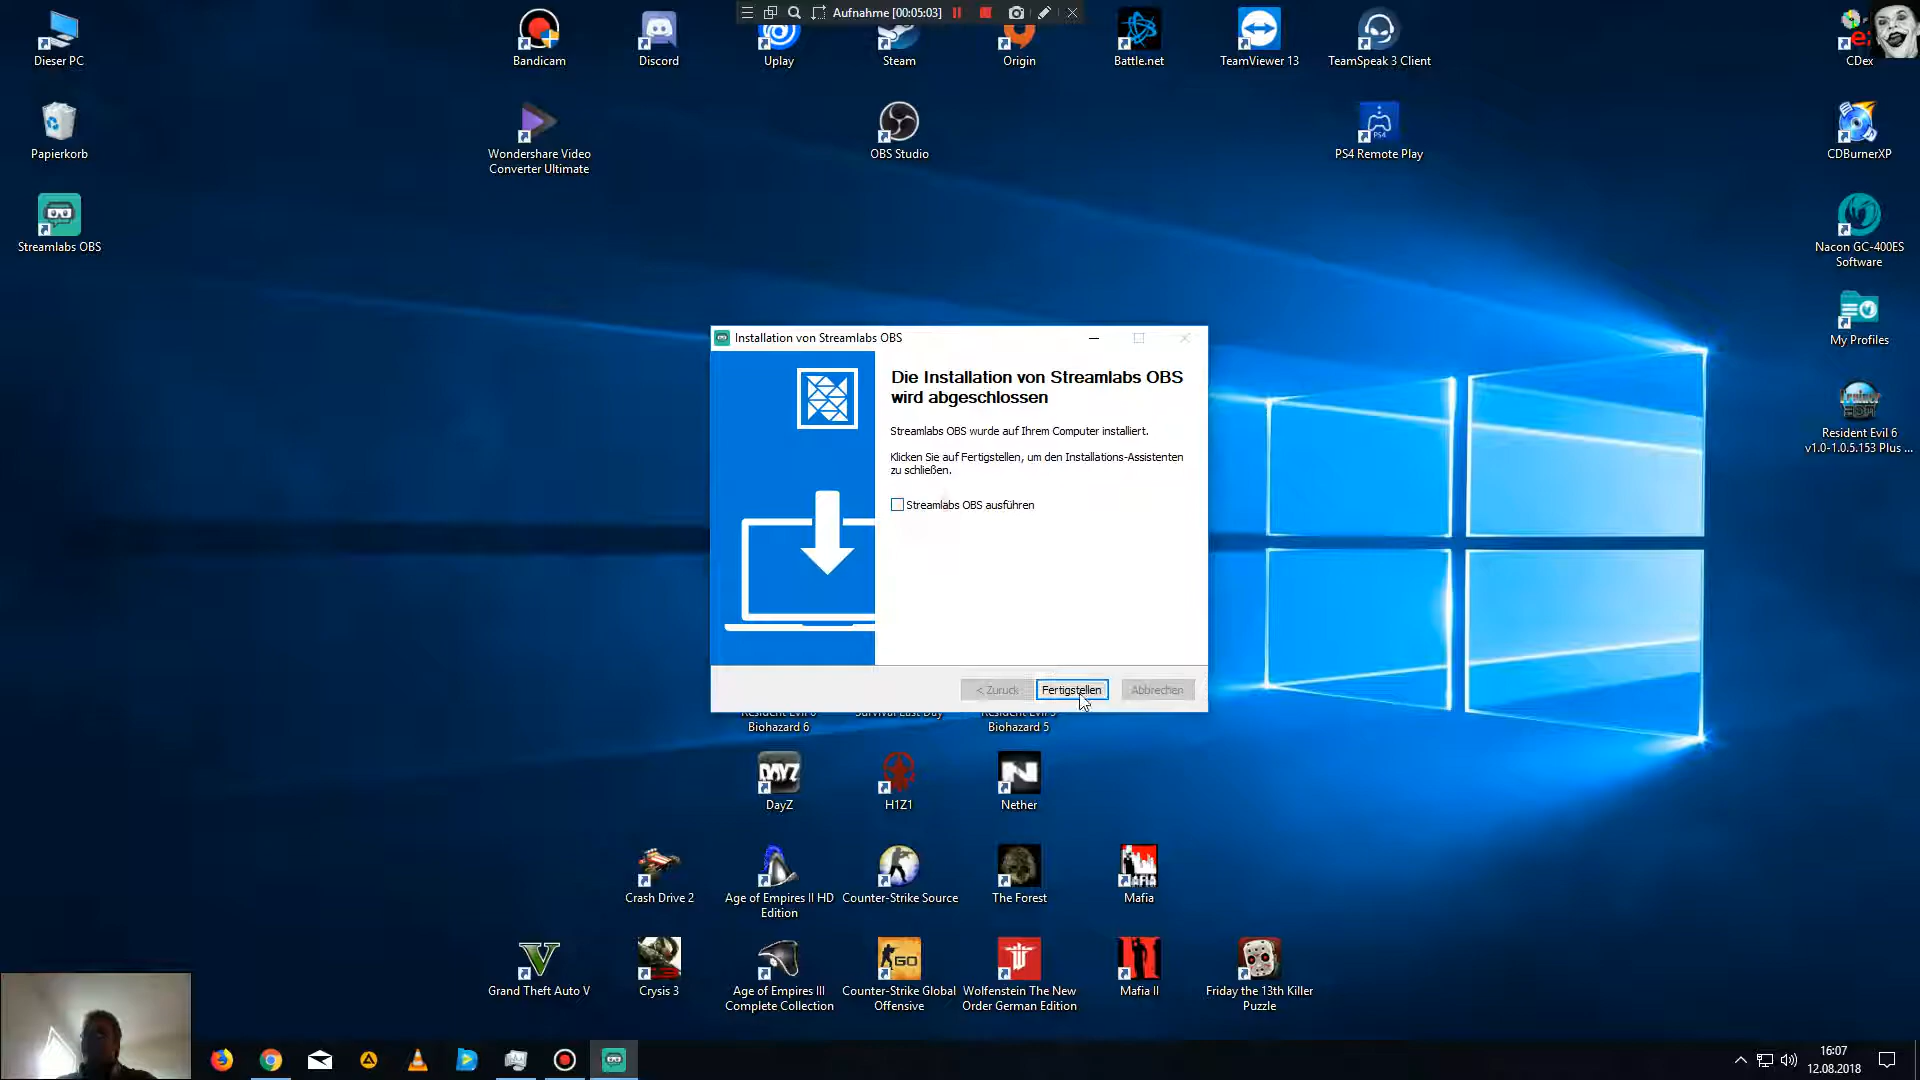 Aufnahme [00:05:03]
Dieser PC
Bandicam
Discord
Uplay
Steam
Origin
Battle.net
TeamViewer 13
TeamSpeak 3 Client
CDex
Papierkorb
Wondershare Video
Converter Ultimate
OBS Studio
PS4
PS4 Remote Play
CDBurnerXP
Streamlabs OBS
Nacon GC-400ES
Software
My Profiles
Resident Evil 6
v1.0-1.0.5.153 Plus ...
Installation von Streamlabs OBS
Die Installation von Streamlabs OBS
wird abgeschlossen
Streamlabs OBS wurde auf Ihrem Computer installiert.
Klicken Sie auf Fertigstellen, um den Installations-Assistenten
zu schließen.
Streamlabs OBS ausführen
< Zurück
Fertigstellen
Abbrechen
Biohazard 6
Biohazard 5
DAYZ
DayZ
H1Z1
Nether
MAFIA
Crash Drive 2
Age of Empires II HD
Edition
Counter-Strike Source
The Forest
Mafia
GO
Grand Theft Auto V
Crysis 3
Age of Empires III
Complete Collection
Counter-Strike Global
Offensive
Wolfenstein The New
Order German Edition
Mafia II
Friday the 13th Killer
Puzzle
16:07
12.08.2018